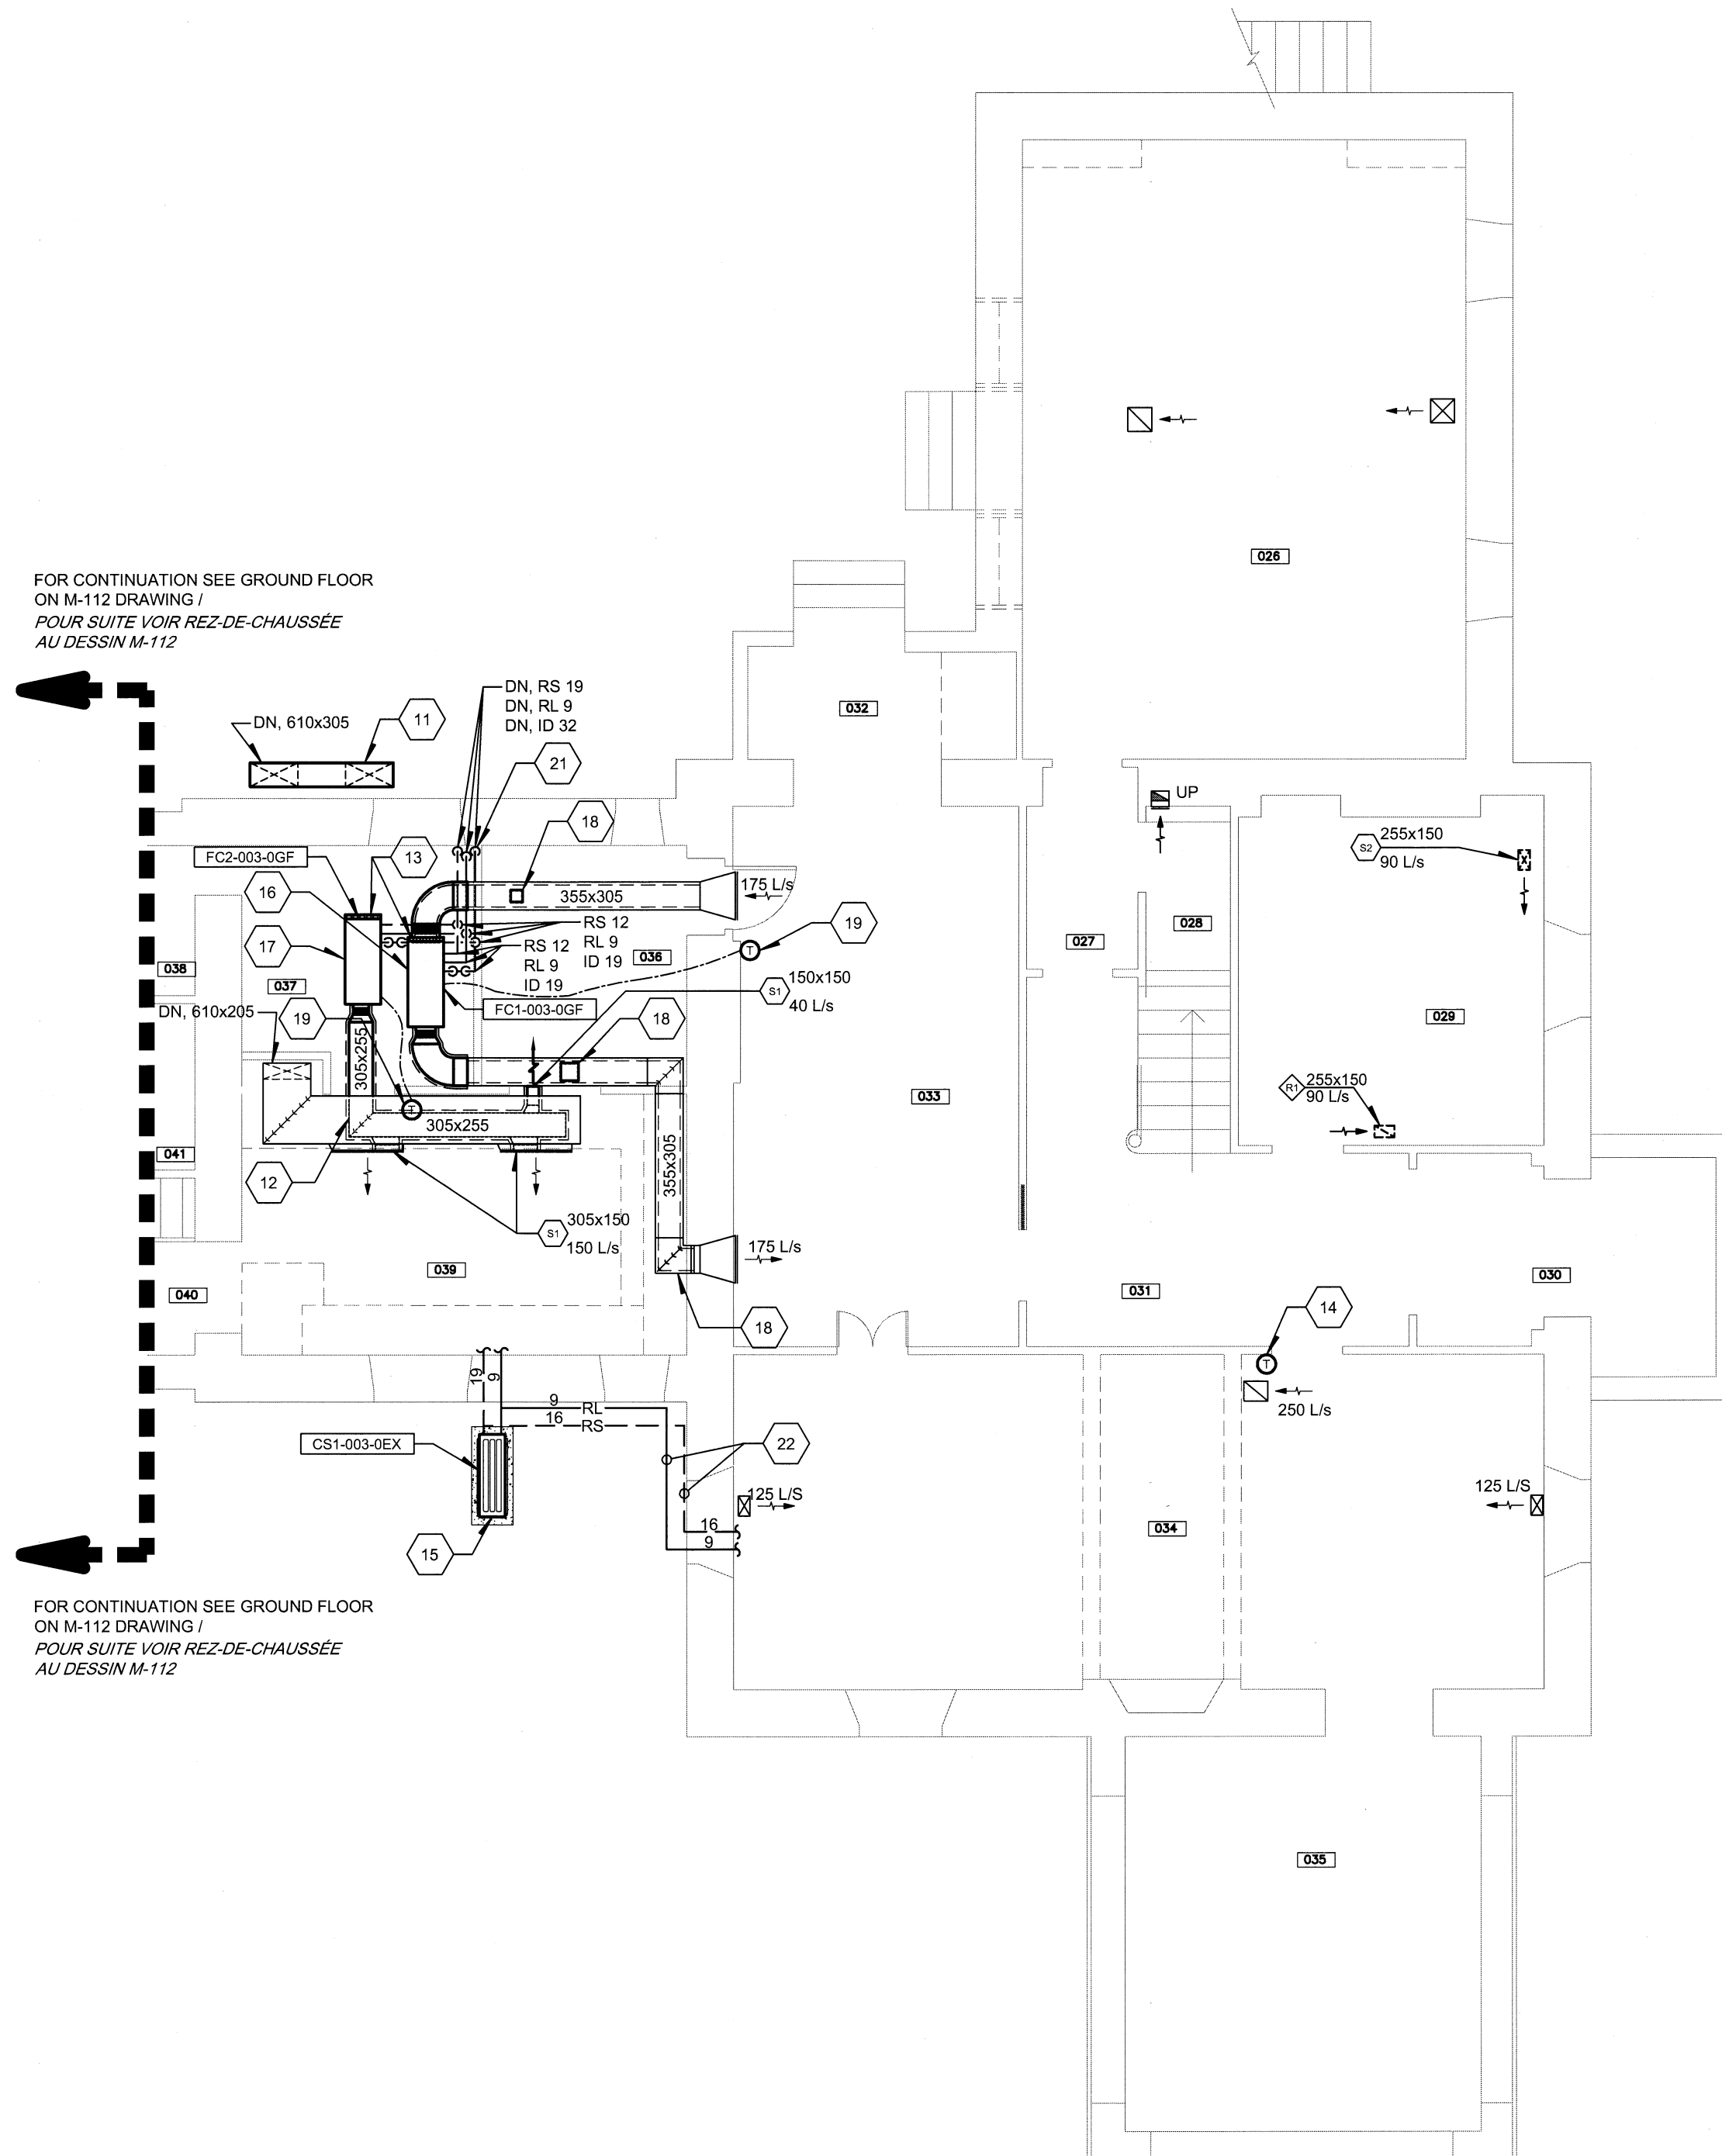 026
FOR CONTINUATION SEE GROUND FLOOR
ON M-112 DRAWING /
POUR SUITE VOIR REZ-DE-CHAUSSÉE
AU DESSIN M-112
DN, RS 19
DN, RL 9
DN, ID 32
032
DN, 610x305
11
21
UP
18
255x150
S2
90 L/s
FC2-003-0GF
13
16
355x305
175 L/s
RS 12
RL 9
ID 19
19
028
027
17
RS 12
RL 9
ID 19
036
038
037
150x150
S1
40 L/s
FC1-003-0GF
DN, 610x205
19
18
029
305x255
T
T
255x150
R1
90 L/s
033
305x255
041
12
355x305
305x150
S1
150 L/s
175 L/s
039
040
031
030
18
14
T
250 L/s
19
9
9
RL
16
RS
CS1-003-0EX
22
125 L/S
125 L/S
16
9
034
15
FOR CONTINUATION SEE GROUND FLOOR
ON M-112 DRAWING /
POUR SUITE VOIR REZ-DE-CHAUSSÉE
AU DESSIN M-112
035